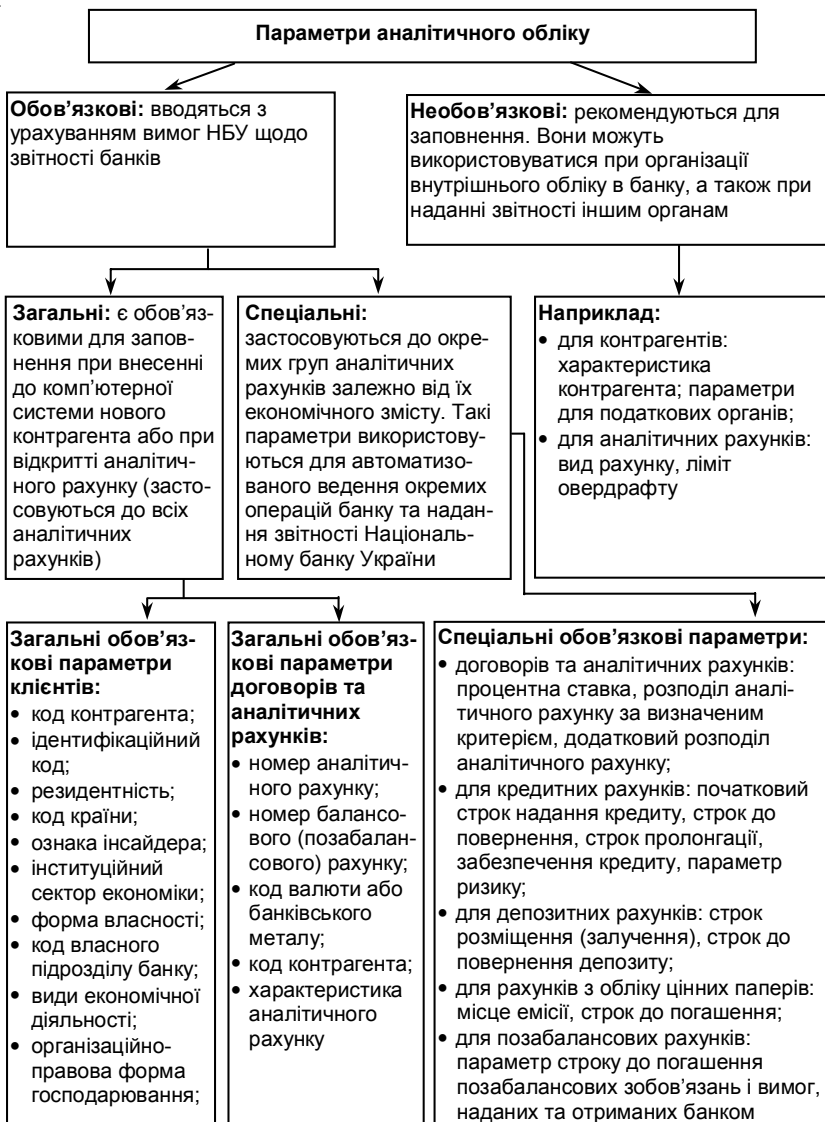 Параметри аналітичного обліку
Обов’язкові: вводяться з
урахуванням вимог НБУ щодо
звітності банків
Необов’язкові: рекомендуються для
заповнення. Вони можуть
використовуватися при організації
внутрішнього обліку в банку, а також при
наданні звітності іншим органам
Загальні: є обов’яз-
ковими для запов-
нення при внесенні
до комп’ютерної
системи нового
контрагента або при
відкритті аналітич-
ного рахунку (засто-
совуються до всіх
аналітичних
рахунків)
Спеціальні:
застосовуються до окре-
мих груп аналітичних
рахунків залежно від їх
економічного змісту. Такі
параметри використову-
ються для автоматизо-
ваного ведення окремих
операцій банку та надан-
ня звітності Національ-
ному банку України
Наприклад:
• для контрагентів:
характеристика
контрагента; параметри
для податкових органів;
• для аналітичних рахунків:
вид рахунку, ліміт
овердрафту
Загальні обов’яз-
кові параметри
клієнтів:
• код контрагента;
• ідентифікаційний
код;
• резидентність;
• код країни;
• ознака інсайдера;
• інституційний
сектор економіки;
• форма власності;
• код власного
підрозділу банку;
• види економічної
діяльності;
• організаційно-
правова форма
господарювання;
Загальні обов’яз-
кові параметри
договорів та
аналітичних
рахунків:
• номер аналітич-
ного рахунку;
• номер балансо-
вого (позабалан-
сового) рахунку;
• код валюти або
банківського
металу;
• код контрагента;
• характеристика
аналітичного
рахунку
Спеціальні обов’язкові параметри:
• договорів та аналітичних рахунків:
процентна ставка, розподіл аналі-
тичного рахунку за визначеним
критерієм, додатковий розподіл
аналітичного рахунку;
• для кредитних рахунків: початковий
строк надання кредиту, строк до
повернення, строк пролонгації,
забезпечення кредиту, параметр
ризику;
• для депозитних рахунків: строк
розміщення (залучення), строк до
повернення депозиту;
• для рахунків з обліку цінних паперів:
місце емісії, строк до погашення;
• для позабалансових рахунків:
параметр строку до погашення
позабалансових зобов’язань і вимог,
наданих та отриманих банком